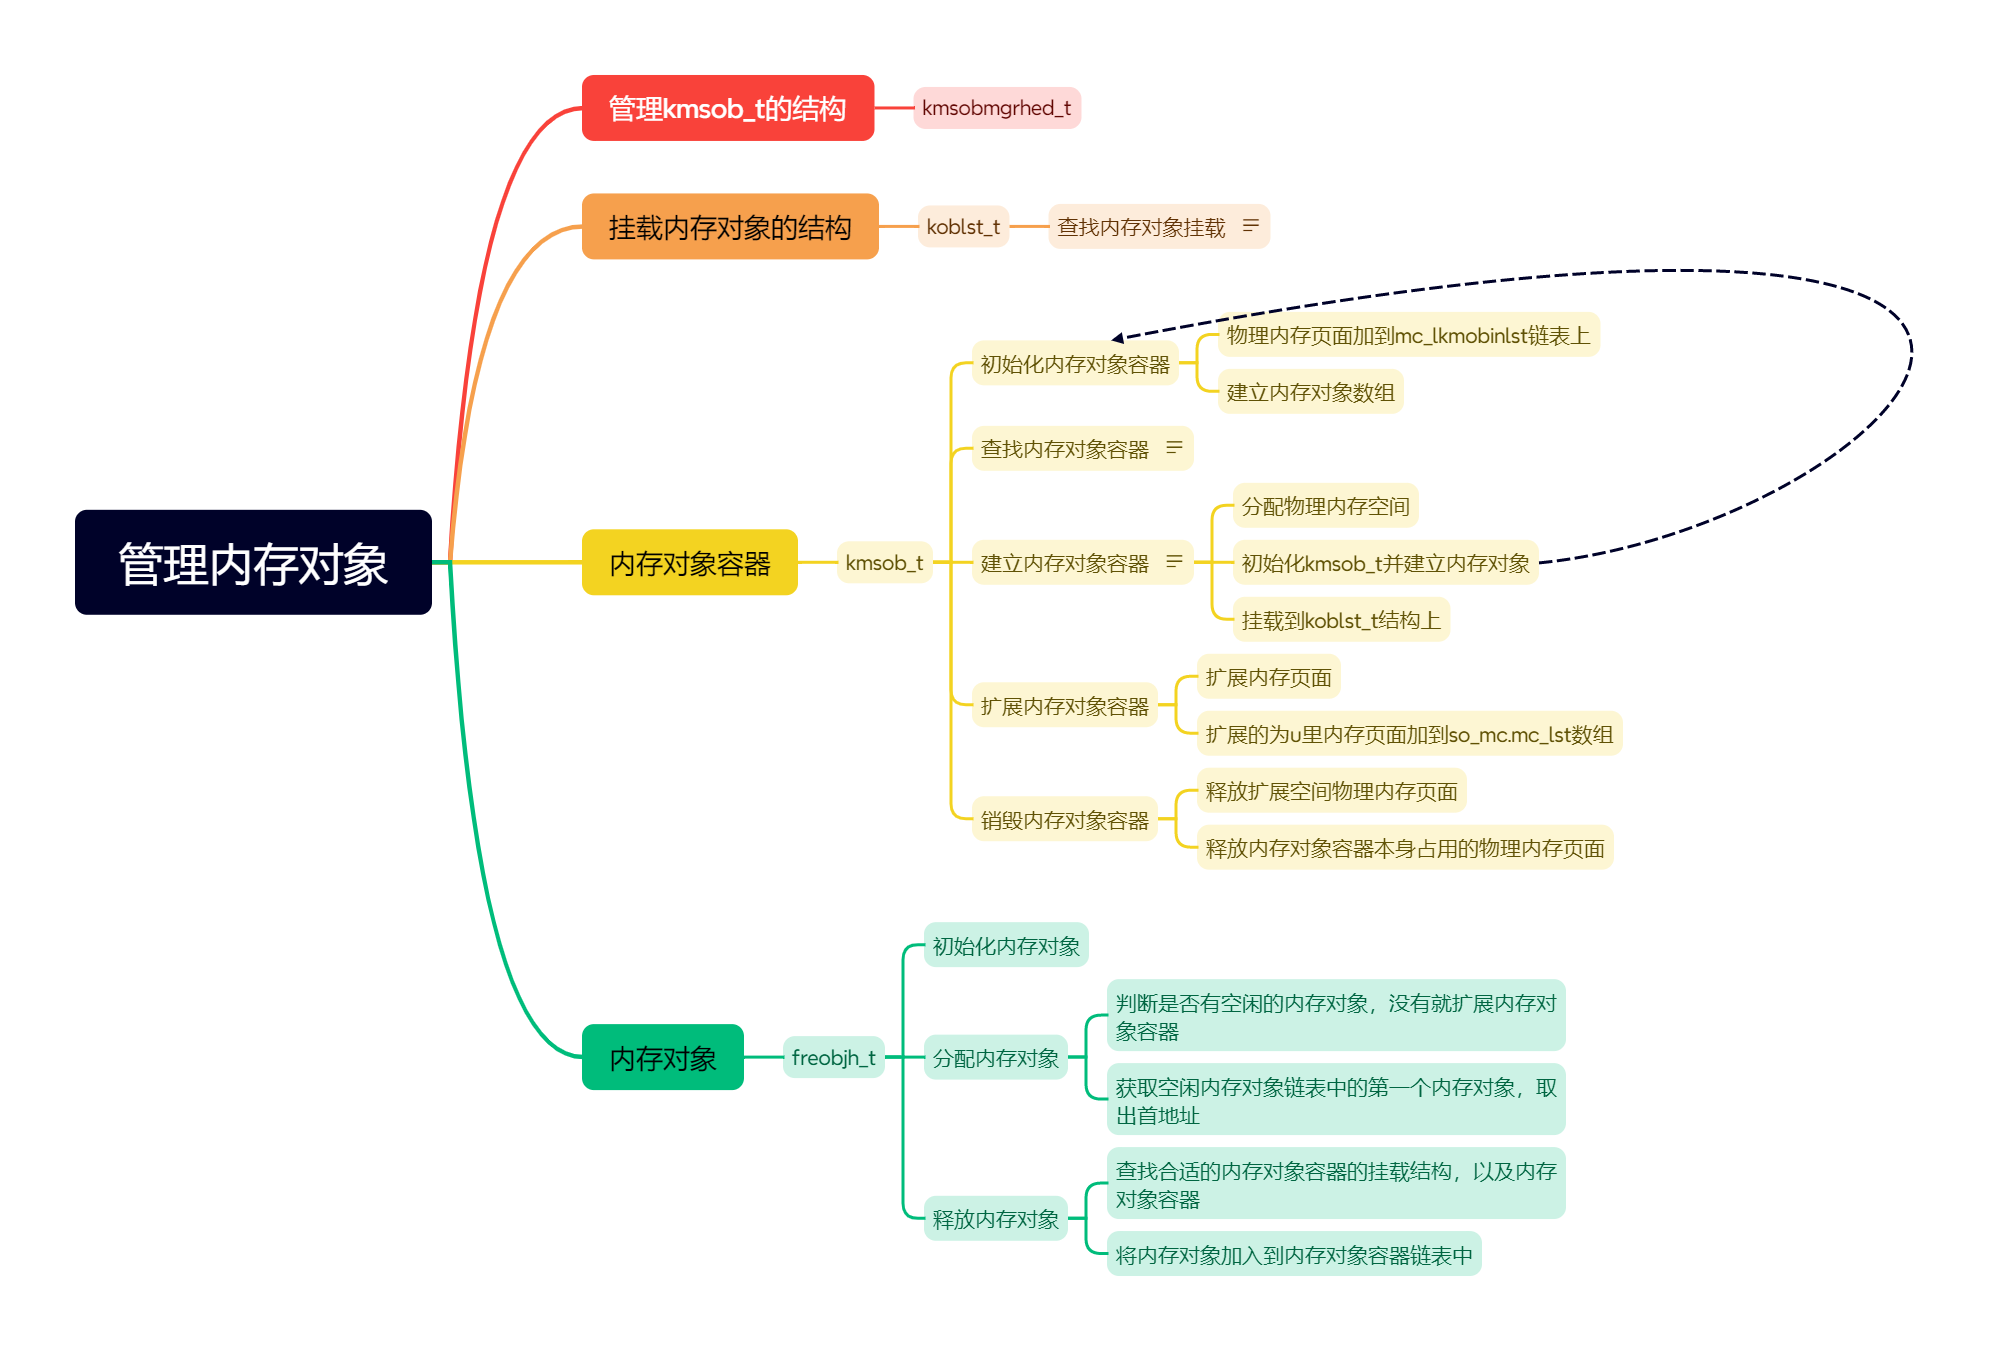 管理内存对象
管理kmsob_t的结构
kmsobmgrhed_t
挂载内存对象的结构
koblst_t
查找内存对象挂载
内存对象容器
kmsob_t
初始化内存对象容器
物理内存页面加到mc_lkmobinlst链表上
建立内存对象数组
查找内存对象容器
建立内存对象容器
分配物理内存空间
初始化kmsob_t并建立内存对象
挂载到koblst_t结构上
扩展内存对象容器
扩展内存页面
扩展的为u里内存页面加到so_mc.mc_lst数组
销毁内存对象容器
释放扩展空间物理内存页面
释放内存对象容器本身占用的物理内存页面
内存对象
freobjh_t
初始化内存对象
分配内存对象
判断是否有空闲的内存对象，没有就扩展内存对
象容器
获取空闲内存对象链表中的第一个内存对象，取
出首地址
释放内存对象
查找合适的内存对象容器的挂载结构，以及内存
对象容器
将内存对象加入到内存对象容器链表中